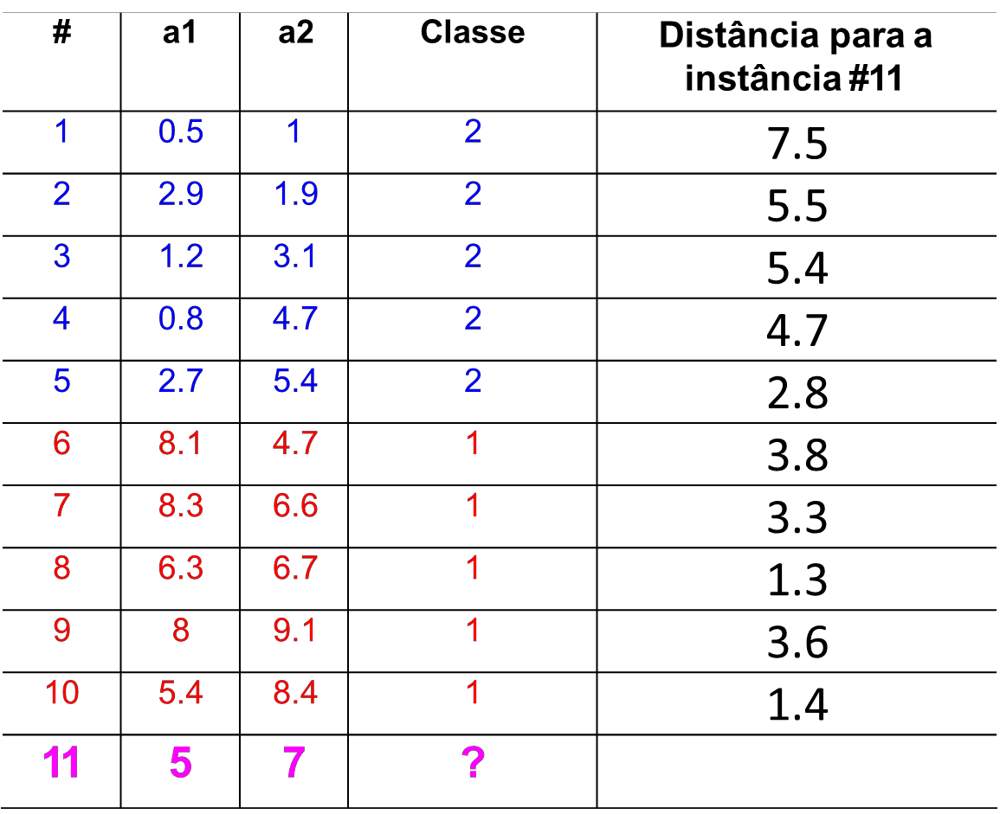 # a1 a2 Classe Distância para a
instância #11
1 0.5 1 2 7.5
2 2.9 1.9 2 5.5
3 1.2 3.1 2 5.4
4 0.8 4.7 2 4.7
5 2.7 5.4 2 2.8
6 8.1 4.7 1 3.8
7 8.3 6.6 1 3.3
8 6.3 6.7 1 1.3
9 8 9.1 1 3.6
10 5.4 8.4 1 1.4
11 5 7 ?